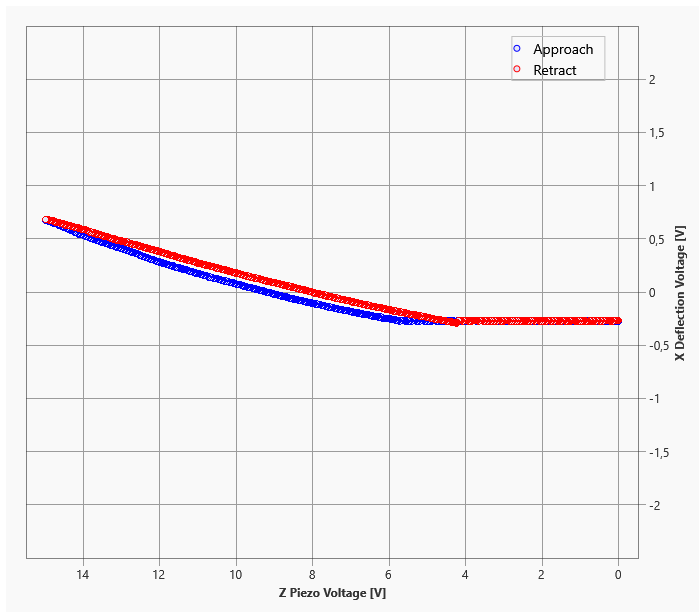 Approach
Retract
2
1,5
1
0,5
0
-0,5
-1
-1,5
-2
X Deflection Voltage [V]
14 12 10 8 6 4 2 0
Z Piezo Voltage [V]